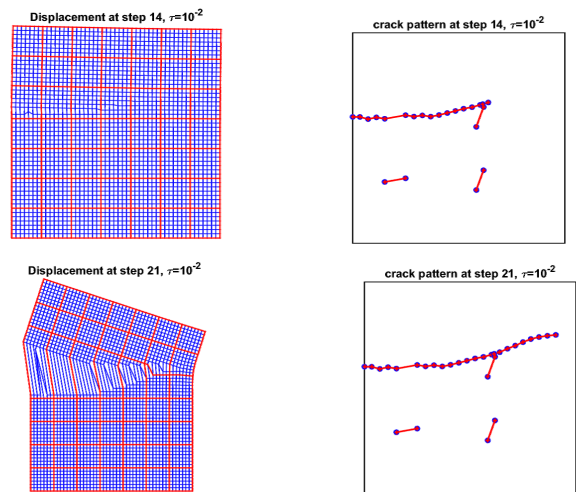 Displacement at step 14, τ=10⁻²
crack pattern at step 14, τ=10⁻²
Displacement at step 21, τ=10⁻²
crack pattern at step 21, τ=10⁻²